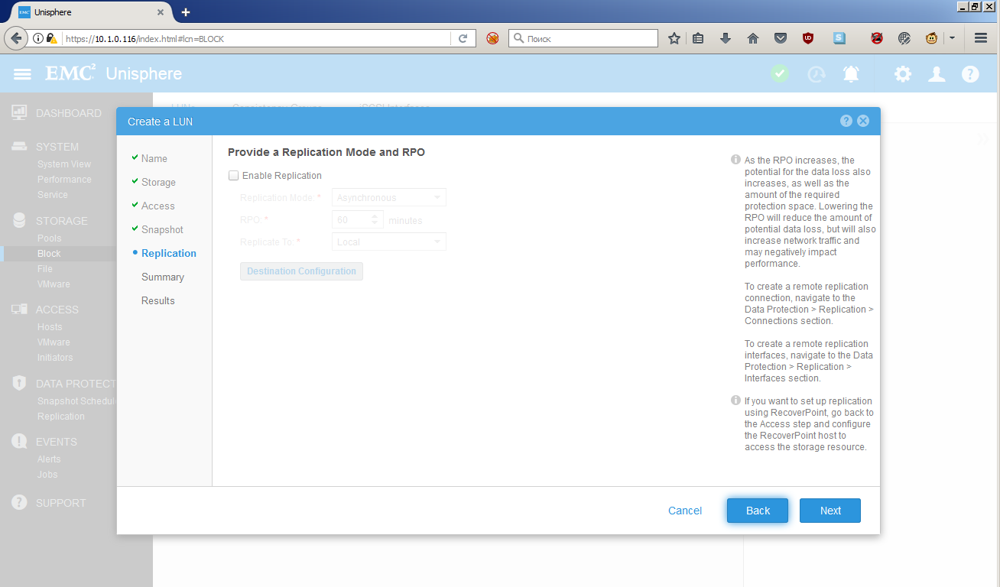 EMC Unisphere
https://10.1.0.116/index.html#lcn=BLOCK
Поиск
EMC² Unisphere
DASHBOARD
SYSTEM
System View
Performance
Service
STORAGE
Pools
Block
File
VMware
ACCESS
Hosts
VMware
Initiators
DATA PROTECT
Snapshot Schedul
Replication
EVENTS
Alerts
Jobs
SUPPORT
LUNs Consistency Groups iSCSI Interfaces
Create a LUN
Name
Storage
Access
Snapshot
Replication
Summary
Results
Provide a Replication Mode and RPO
Enable Replication
Replication Mode: * Asynchronous
RPO: * 60 minutes
Replicate To: * Local
Destination Configuration
As the RPO increases, the
potential for the data loss also
increases, as well as the
amount of the required
protection space. Lowering the
RPO will reduce the amount of
potential data loss, but will also
increase network traffic and
may negatively impact
performance.
To create a remote replication
connection, navigate to the
Data Protection > Replication >
Connections section.
To create a remote replication
interfaces, navigate to the Data
Protection > Replication >
Interfaces section.
If you want to set up replication
using RecoverPoint, go back to
the Access step and configure
the RecoverPoint host to
access the storage resource.
Cancel
Back
Next